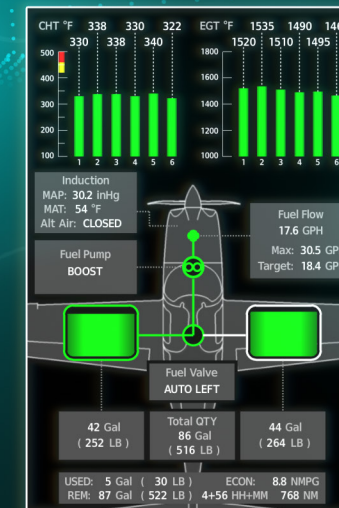 CHT °F 338 330 322
330 338 340
500
400
300
200
100
1 2 3 4 5 6
EGT °F 1535 1490
1520 1510 1495
1800
1600
1400
1200
1000
1 2 3 4 5 6
Induction
MAP: 30.2 inHg
MAT: 54 °F
Alt Air: CLOSED
Fuel Flow
17.6 GPH
Max: 30.5
Target: 18.4
Fuel Pump
BOOST
Fuel Valve
AUTO LEFT
42 Gal
( 252 LB )
Total QTY
86 Gal
( 516 LB )
44 Gal
( 264 LB )
USED: 5 Gal ( 30 LB ) ECON: 8.8 NMPG
REM: 87 Gal ( 522 LB ) 4+56 HH+MM 768 NM